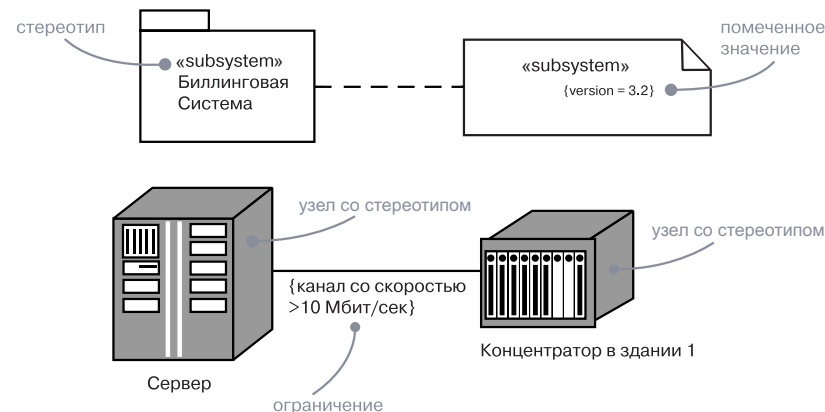 стереотип
«subsystem»
Биллинговая
Система
«subsystem»
{version = 3.2}
помеченное
значение
узел со стереотипом
узел со стереотипом
{канал со скоростью
>10 Мбит/сек}
Концентратор в здании 1
Сервер
ограничение